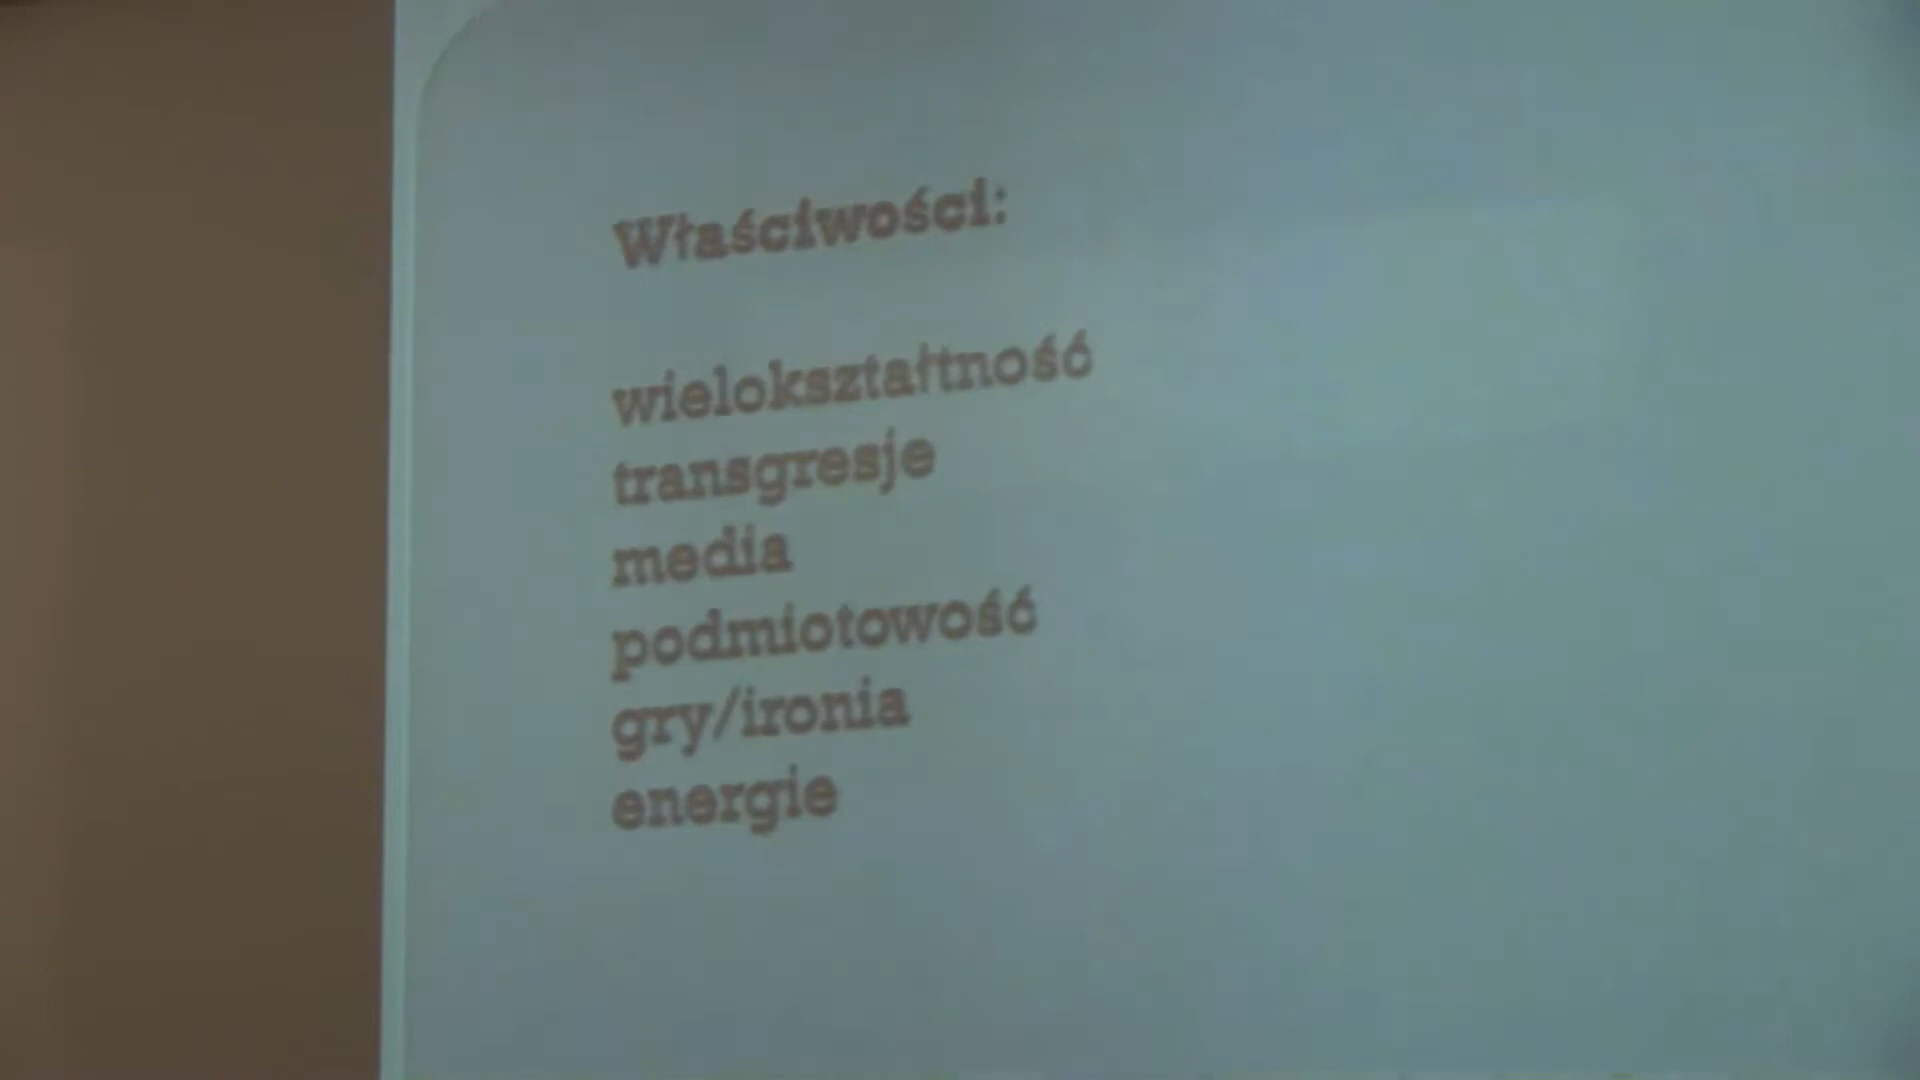 Właściwości:
wielokształtność
transgresje
media
podmiotowość
gry/ironia
energie